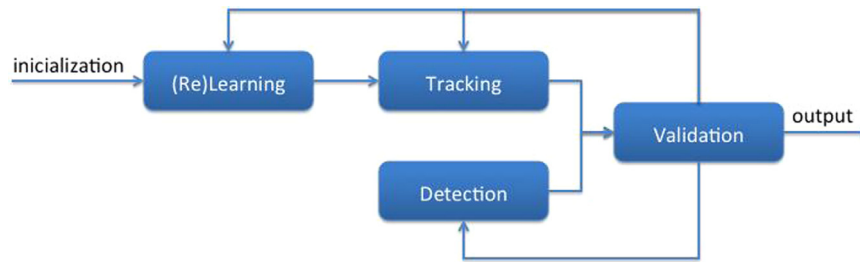 inicialization
(Re)Learning
Tracking
Detection
Validation
output